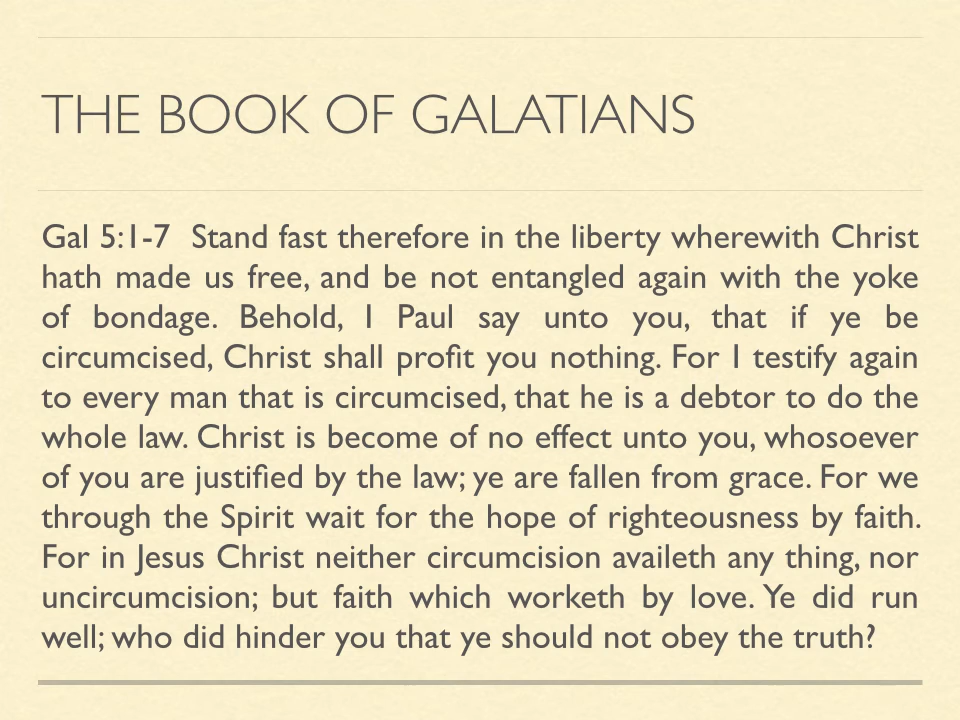 THE BOOK OF GALATIANS
Gal 5:1-7  Stand fast therefore in the liberty wherewith Christ
hath made us free, and be not entangled again with the yoke
of bondage. Behold, I Paul say unto you, that if ye be
circumcised, Christ shall profit you nothing. For I testify again
to every man that is circumcised, that he is a debtor to do the
whole law. Christ is become of no effect unto you, whosoever
of you are justified by the law; ye are fallen from grace. For we
through the Spirit wait for the hope of righteousness by faith.
For in Jesus Christ neither circumcision availeth any thing, nor
uncircumcision; but faith which worketh by love. Ye did run
well; who did hinder you that ye should not obey the truth?